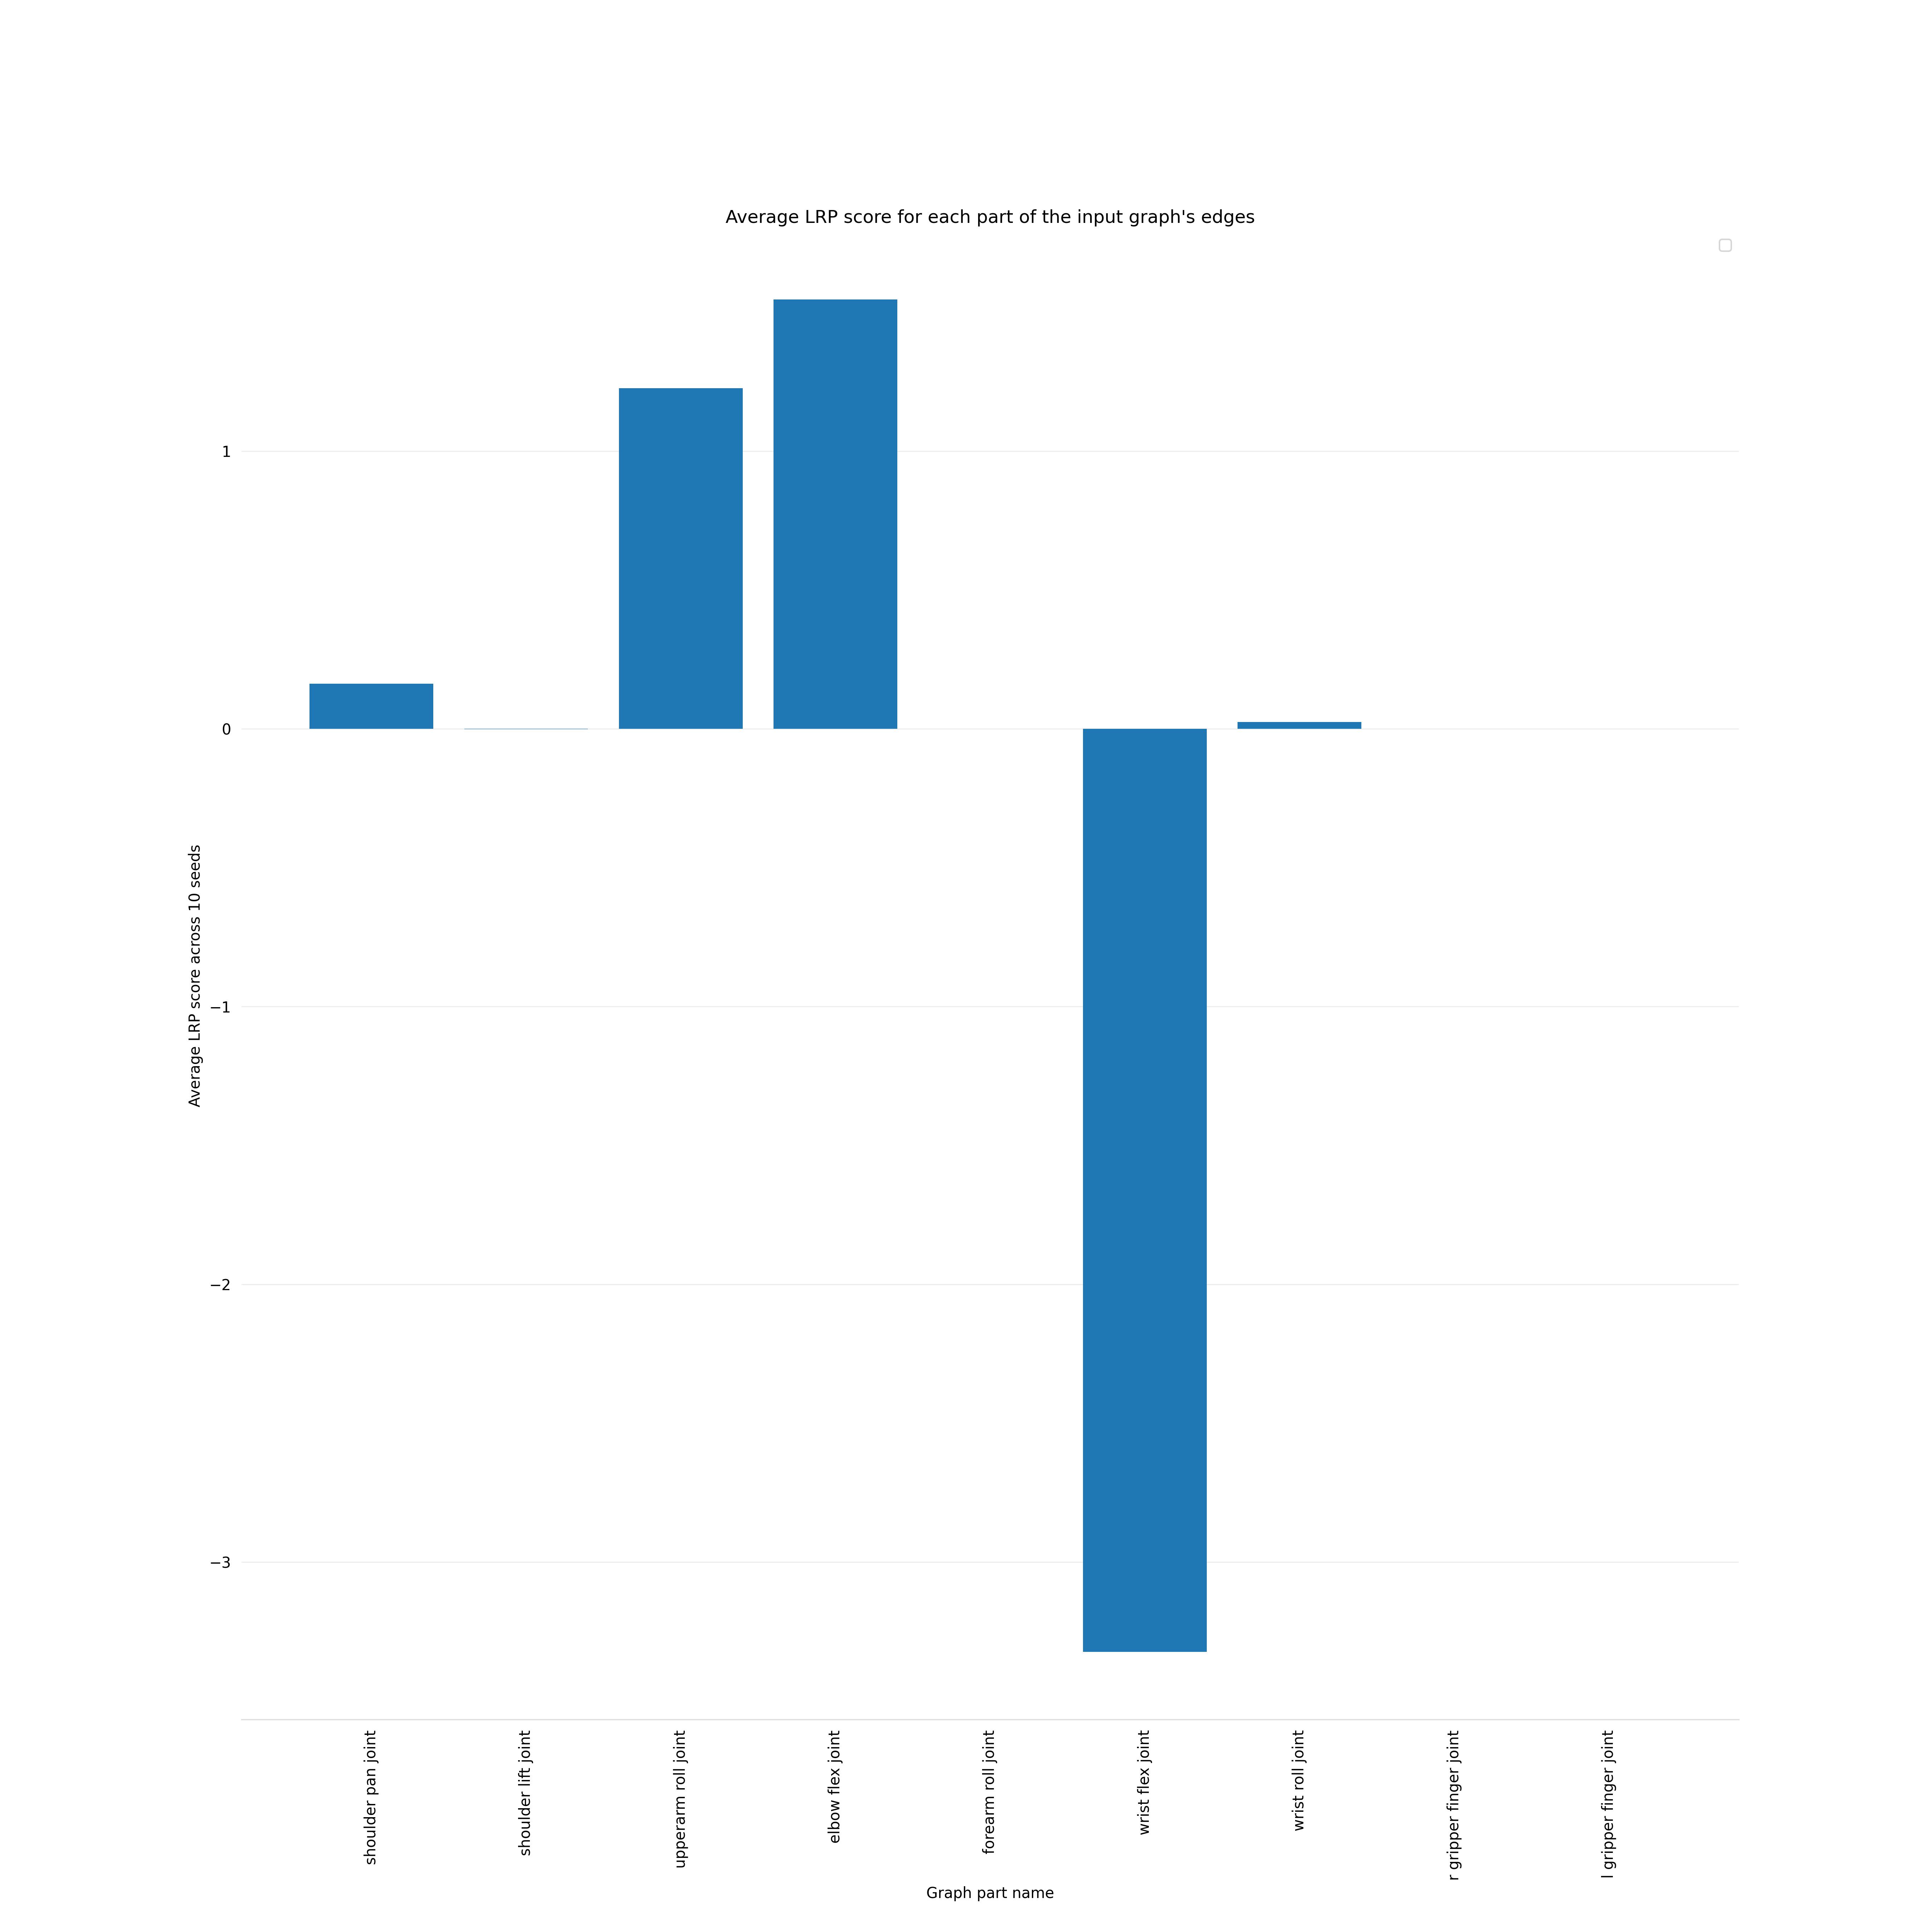 Average LRP score for each part of the input graph's edges
1
0
−1
−2
−3
Average LRP score across 10 seeds
shoulder pan joint
shoulder lift joint
upperarm roll joint
elbow flex joint
forearm roll joint
wrist flex joint
wrist roll joint
r gripper finger joint
l gripper finger joint
Graph part name